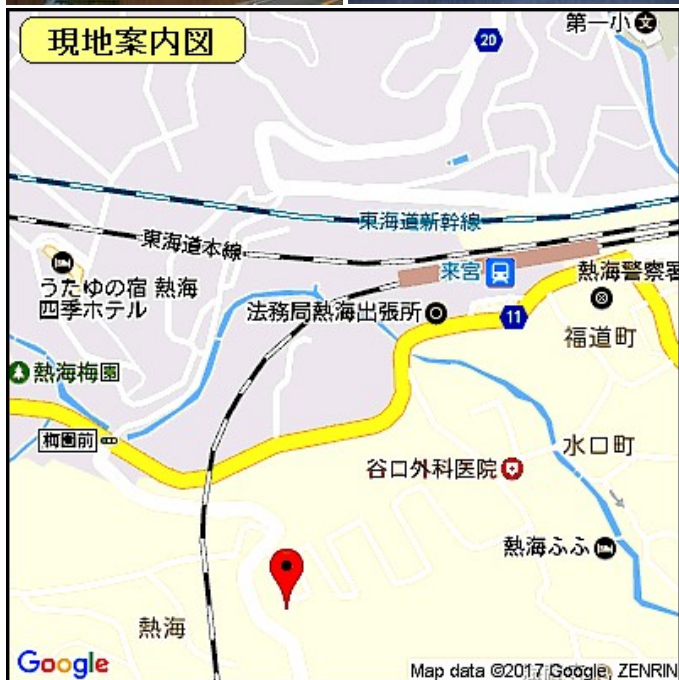 現地案内図
第一小
20
東海道新幹線
東海道本線
来宮
うたゆの宿 熱海
四季ホテル
法務局熱海出張所
11
熱海警察署
福道町
熱海梅園
梅園前
水口町
谷口外科医院
熱海ふふ
熱海
Google
Map data ©2017 Google, ZENRIN